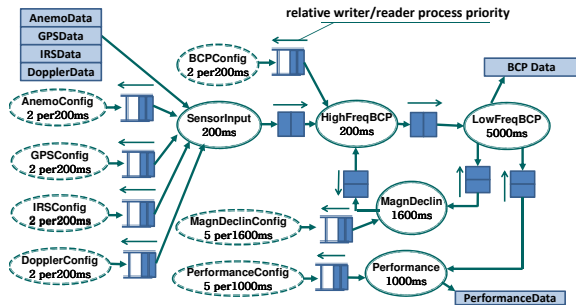 relative writer/reader process priority
AnemoData
GPSData
IRSData
DopplerData
BCPConfig
2 per200ms
BCP Data
AnemoConfig
2 per200ms
SensorInput
200ms
HighFreqBCP
200ms
LowFreqBCP
5000ms
GPSConfig
2 per200ms
IRSConfig
2 per200ms
MagnDeclin
1600ms
MagnDeclinConfig
5 per1600ms
DopplerConfig
2 per200ms
PerformanceConfig
5 per1000ms
Performance
1000ms
PerformanceData